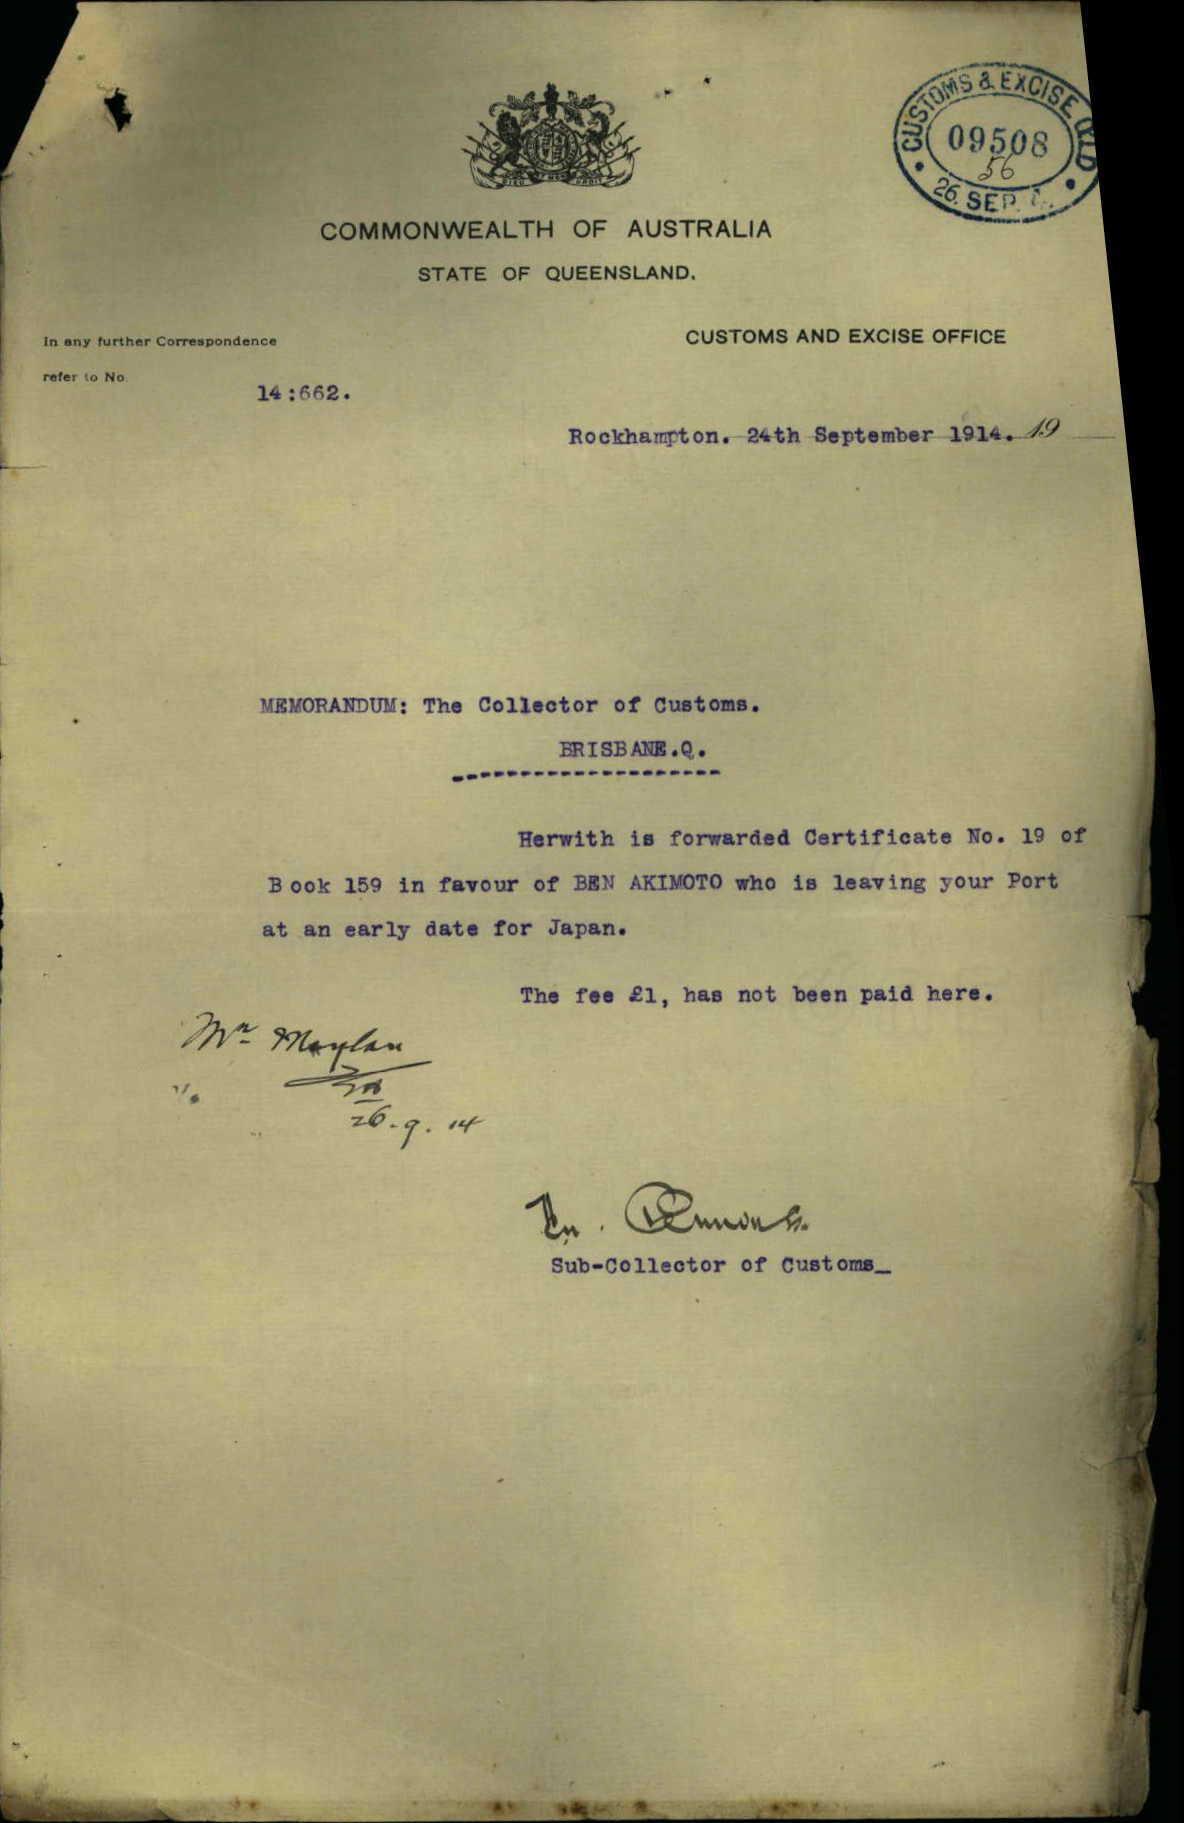 CUSTOMS & EXCISE QLD
09508
56
26. SEP.
COMMONWEALTH OF AUSTRALIA
STATE OF QUEENSLAND.
In any further Correspondence
refer to No.
14:662.
CUSTOMS AND EXCISE OFFICE
Rockhampton. 24th September 1914. 19
MEMORANDUM: The Collector of Customs.
BRISBANE.Q.
Herwith is forwarded Certificate No. 19 of
Book 159 in favour of BEN AKIMOTO who is leaving your Port
at an early date for Japan.
The fee £1, has not been paid here.
Mr Moylan
26.9.14
Sub-Collector of Customs_